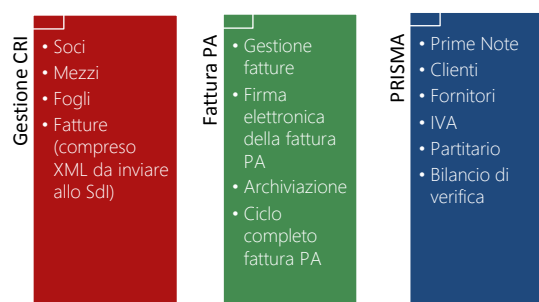 Gestione CRI
• Soci
• Mezzi
• Fogli
• Fatture
(compreso
XML da inviare
allo SdI)
Fattura PA
• Gestione
fatture
• Firma
elettronica
della fattura
PA
• Archiviazione
• Ciclo
completo
fattura PA
PRISMA
• Prime Note
• Clienti
• Fornitori
• IVA
• Partitario
• Bilancio di
verifica